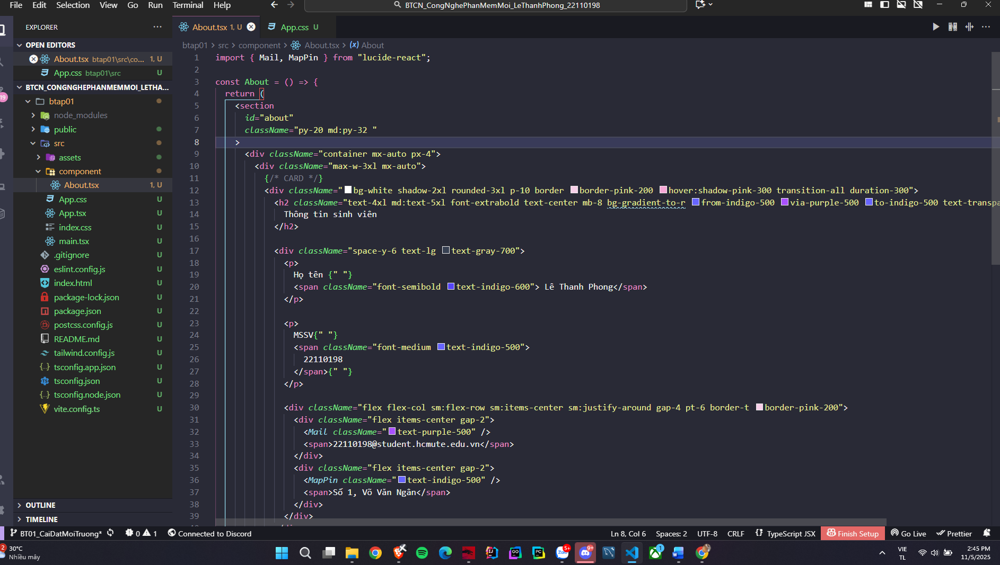 File Edit Selection View Go Run Terminal Help
BTCN_CongNghePhanMemMoi_LeThanhPhong_22110198
EXPLORER
OPEN EDITORS
About.tsx btap01\src\co... 1, U
App.css btap01\src U
BTCN_CONGNGHEPHANMEMMOI_LETHA...
btap01
node_modules
public
src
assets
component
About.tsx 1, U
App.css U
App.tsx U
index.css U
main.tsx U
.gitignore U
eslint.config.js U
index.html U
package-lock.json U
package.json U
postcss.config.js U
README.md U
tailwind.config.js U
tsconfig.app.json U
tsconfig.json U
tsconfig.node.json U
vite.config.ts U
OUTLINE
TIMELINE
19
About.tsx 1, U
App.css U
btap01 > src > component > About.tsx > About
1 import { Mail, MapPin } from "lucide-react";
2
3 const About = () => {
4 return (
5 <section
6 id="about"
7 className="py-20 md:py-32 "
8 >
9 <div className="container mx-auto px-4">
10 <div className="max-w-3xl mx-auto">
11 {/* CARD */}
12 <div className="bg-white shadow-2xl rounded-3xl p-10 border border-pink-200 hover:shadow-pink-300 transition-all duration-300">
13 <h2 className="text-4xl md:text-5xl font-extrabold text-center mb-8 bg-gradient-to-r from-indigo-500 via-purple-500 to-indigo-500 text-transpa
14 Thông tin sinh viên
15 </h2>
16
17 <div className="space-y-6 text-lg text-gray-700">
18 <p>
19 Họ tên {" "}
20 <span className="font-semibold text-indigo-600"> Lê Thanh Phong</span>
21 </p>
22
23 <p>
24 MSSV{" "}
25 <span className="font-medium text-indigo-500">
26 22110198
27 </span>{" "}
28 </p>
29
30 <div className="flex flex-col sm:flex-row sm:items-center sm:justify-around gap-4 pt-6 border-t border-pink-200">
31 <div className="flex items-center gap-2">
32 <Mail className="text-purple-500" />
33 <span>22110198@student.hcmute.edu.vn</span>
34 </div>
35 <div className="flex items-center gap-2">
36 <MapPin className="text-indigo-500" />
37 <span>Số 1, Võ Văn Ngân</span>
38 </div>
39 </div>
BT01_CaiDatMoiTruong* 0 1 Connected to Discord Ln 8, Col 6 Spaces: 2 UTF-8 CRLF TypeScript JSX Finish Setup Go Live Prettier
2 30°C
Nhiều mây
IJ GO PC Zalo 5+ 9+ 1
VIE
TL
2:45 PM
11/5/2025